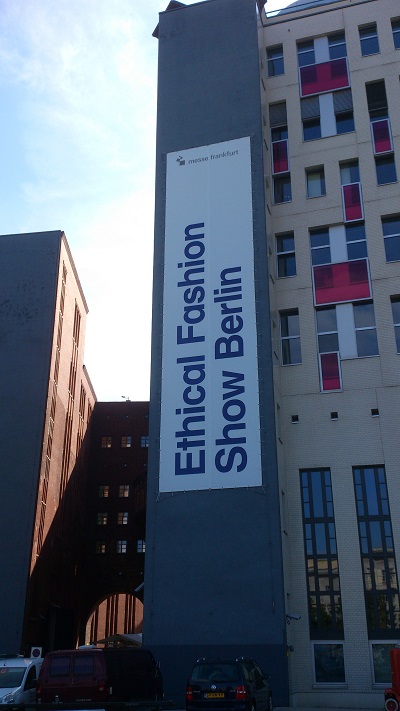 messe frankfurt
Ethical Fashion
Show Berlin